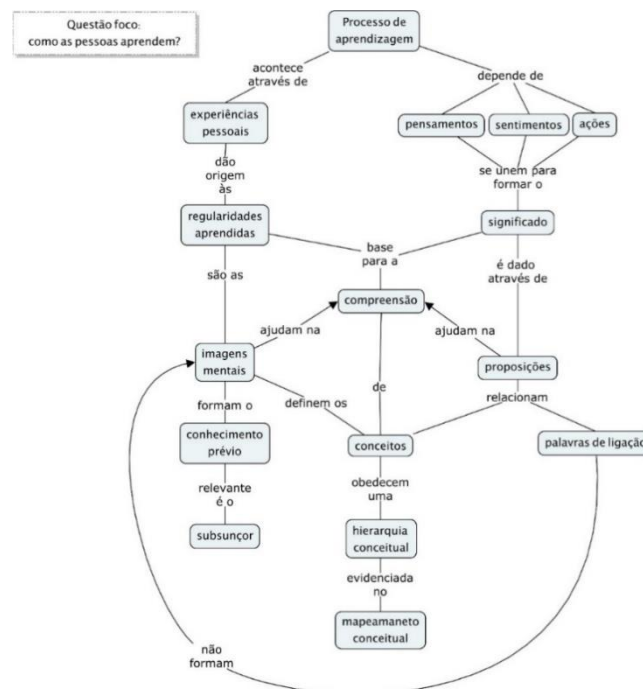 Questão foco:
como as pessoas aprendem?
Processo de
aprendizagem
acontece
através de
depende de
experiências
pessoais
pensamentos
sentimentos
ações
dão
origem
às
se unem para
formar o
regularidades
aprendidas
significado
base
para a
são as
é dado
através de
compreensão
ajudam na
ajudam na
imagens
mentais
proposições
de
formam o
definem os
relacionam
conhecimento
prévio
conceitos
palavras de ligação
relevante
é o
obedecem
uma
subsunçor
hierarquia
conceitual
evidenciada
no
mapeamaneto
conceitual
não
formam